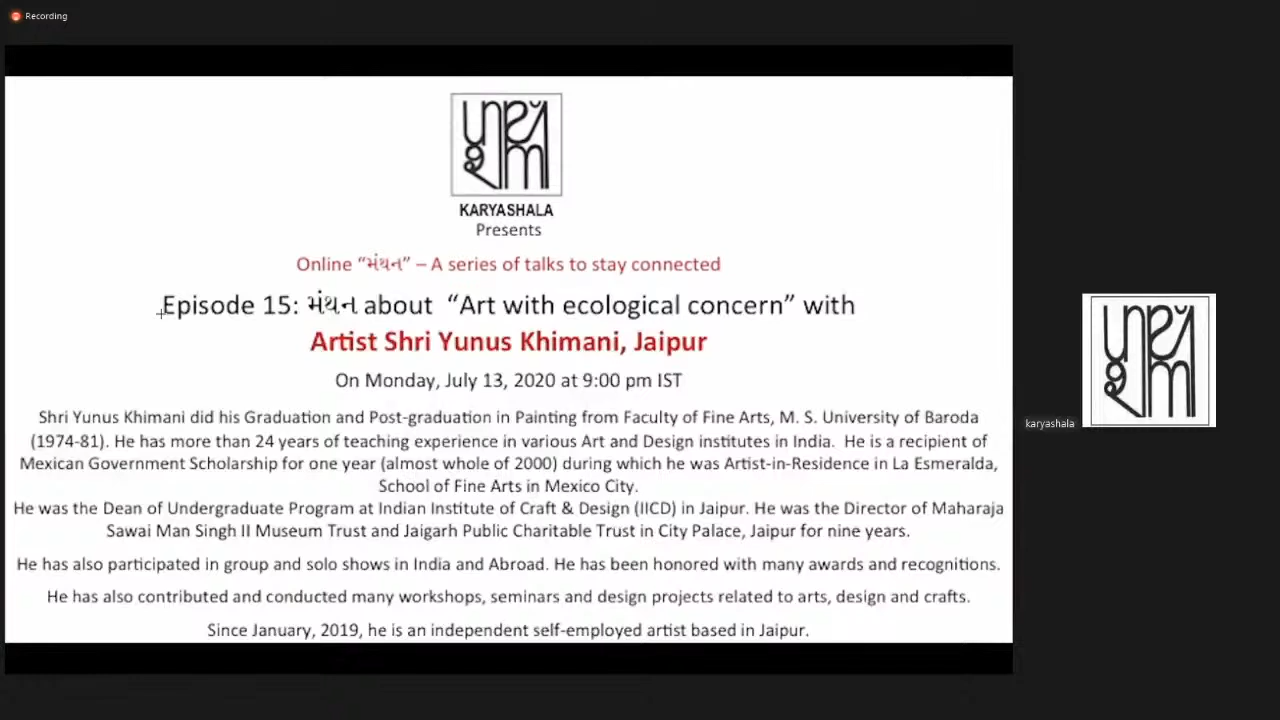 Recording
KARYASHALA
Presents
Online “મંથન” – A series of talks to stay connected
Episode 15: મંથન about “Art with ecological concern” with
Artist Shri Yunus Khimani, Jaipur
On Monday, July 13, 2020 at 9:00 pm IST
Shri Yunus Khimani did his Graduation and Post-graduation in Painting from Faculty of Fine Arts, M. S. University of Baroda
(1974-81). He has more than 24 years of teaching experience in various Art and Design institutes in India. He is a recipient of
Mexican Government Scholarship for one year (almost whole of 2000) during which he was Artist-in-Residence in La Esmeralda,
School of Fine Arts in Mexico City.
He was the Dean of Undergraduate Program at Indian Institute of Craft & Design (IICD) in Jaipur. He was the Director of Maharaja
Sawai Man Singh II Museum Trust and Jaigarh Public Charitable Trust in City Palace, Jaipur for nine years.
He has also participated in group and solo shows in India and Abroad. He has been honored with many awards and recognitions.
He has also contributed and conducted many workshops, seminars and design projects related to arts, design and crafts.
Since January, 2019, he is an independent self-employed artist based in Jaipur.
karyashala